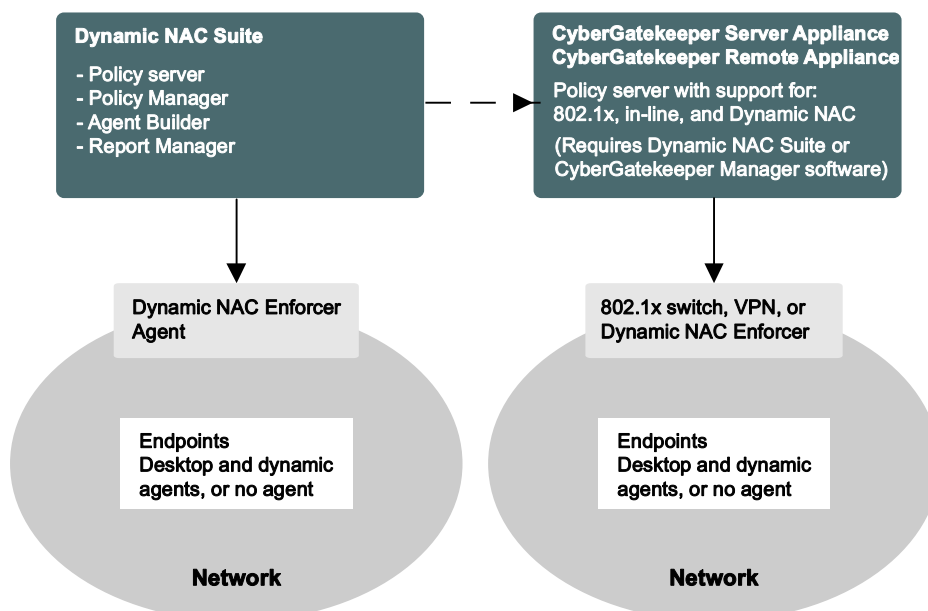 Dynamic NAC Suite
- Policy server
- Policy Manager
- Agent Builder
- Report Manager
CyberGatekeeper Server Appliance
CyberGatekeeper Remote Appliance
Policy server with support for:
802.1x, in-line, and Dynamic NAC
(Requires Dynamic NAC Suite or
CyberGatekeeper Manager software)
Dynamic NAC Enforcer
Agent
802.1x switch, VPN, or
Dynamic NAC Enforcer
Endpoints
Desktop and dynamic
agents, or no agent
Endpoints
Desktop and dynamic
agents, or no agent
Network
Network